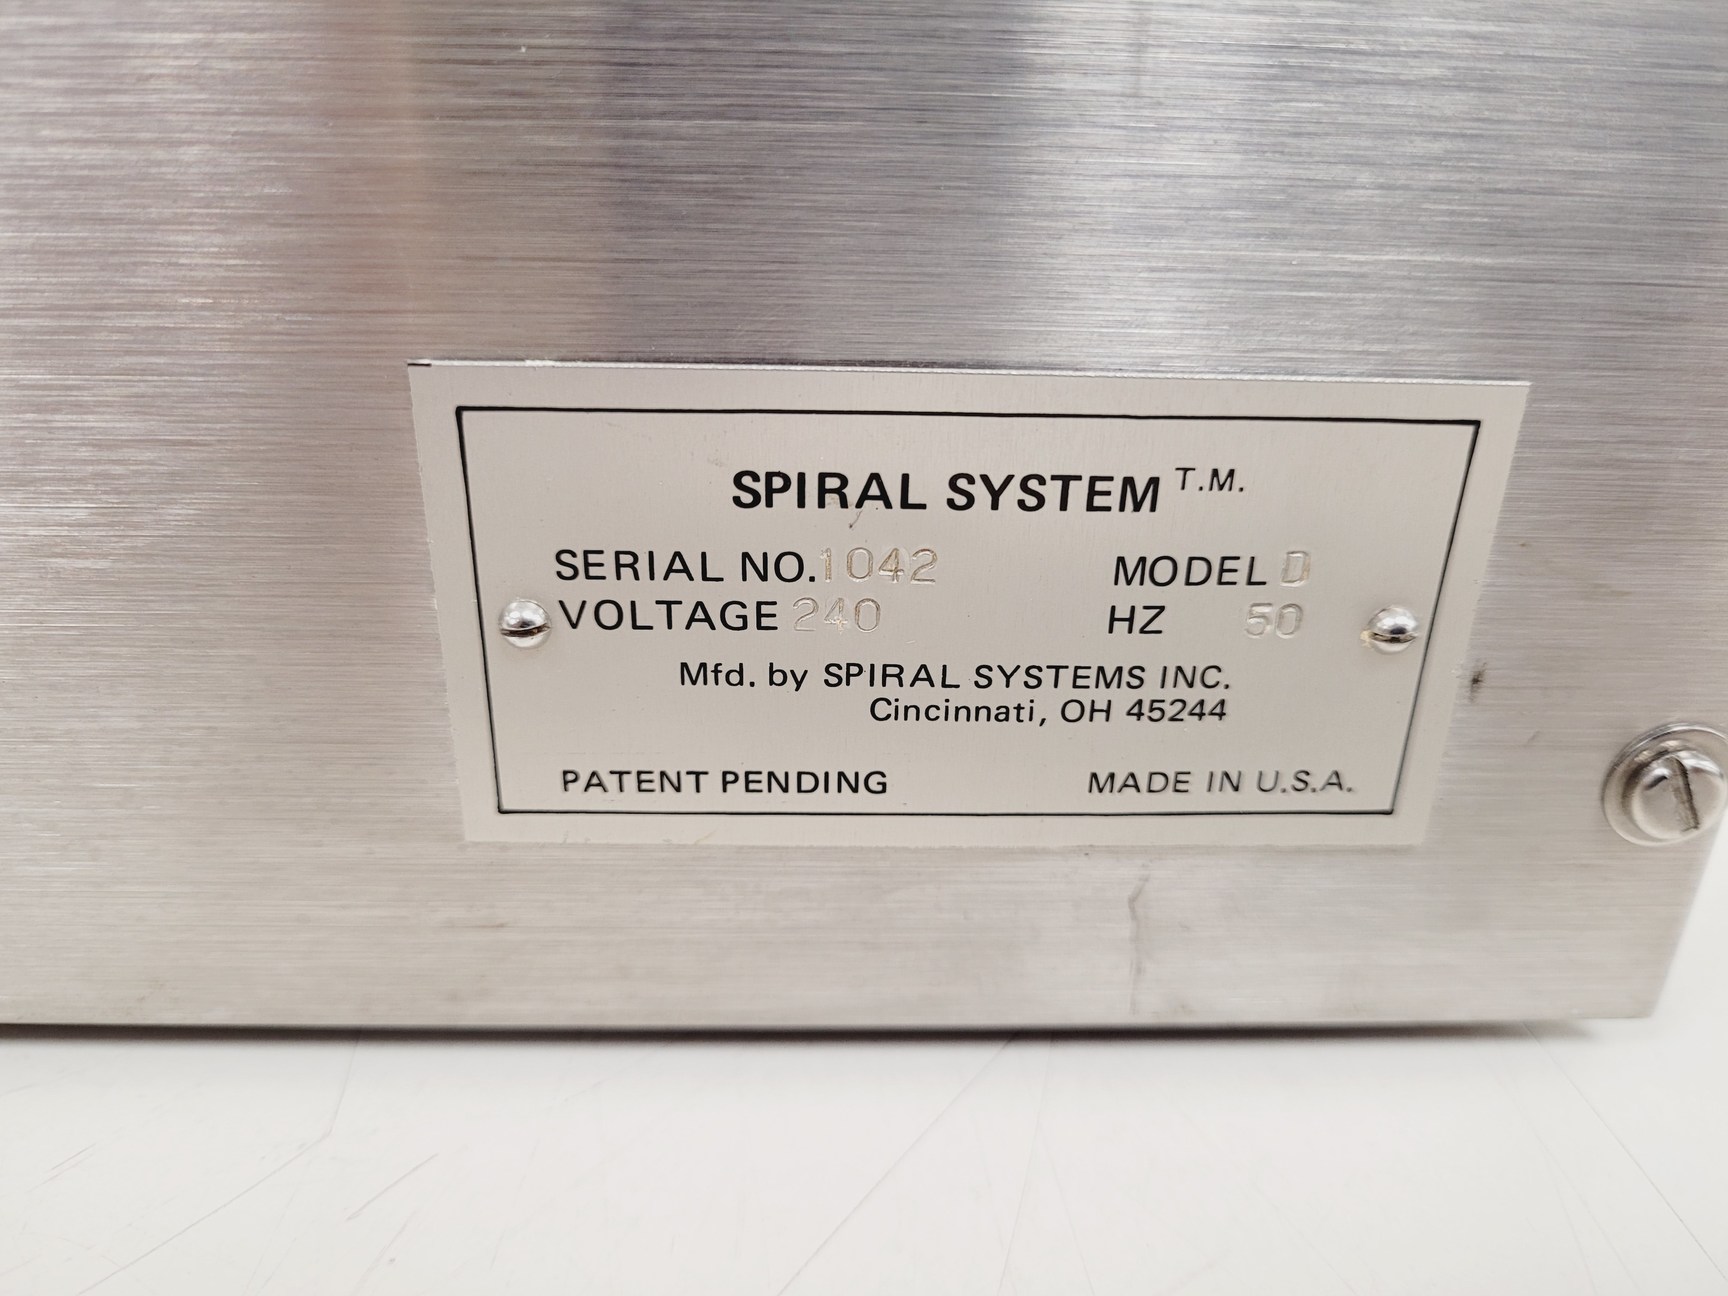 SPIRAL SYSTEM T.M.
SERIAL NO. 1042 MODEL D
VOLTAGE 240 HZ 50
Mfd. by SPIRAL SYSTEMS INC.
Cincinnati, OH 45244
PATENT PENDING MADE IN U.S.A.